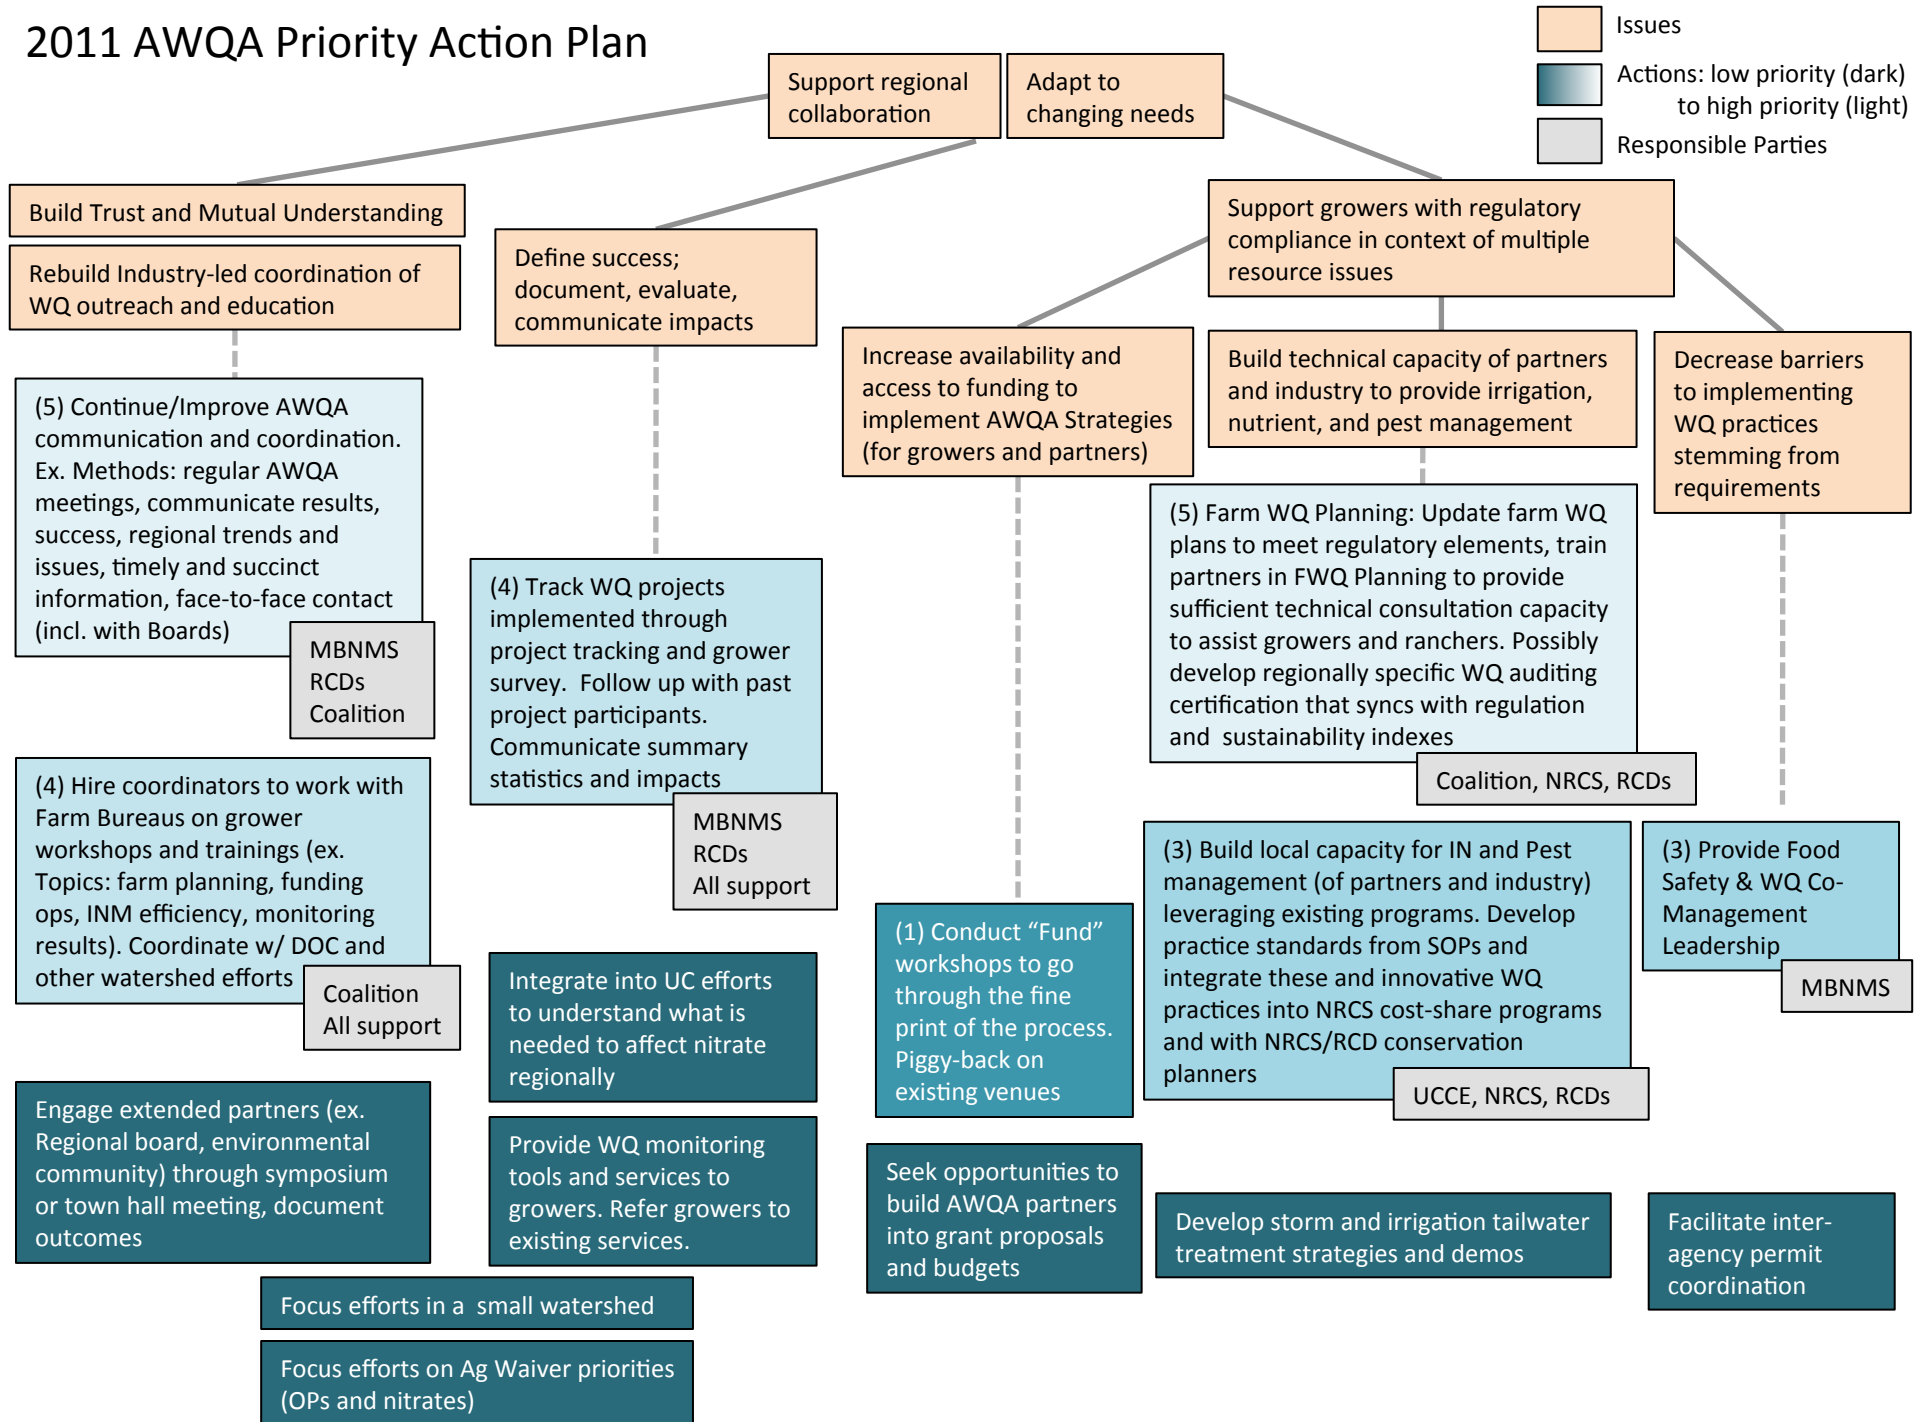 2011 AWQA Priority Action Plan
Issues
Actions: low priority (dark)
to high priority (light)
Responsible Parties
Support regional
collaboration
Adapt to
changing needs
Build Trust and Mutual Understanding
Rebuild Industry-led coordination of
WQ outreach and education
Define success;
document, evaluate,
communicate impacts
Support growers with regulatory
compliance in context of multiple
resource issues
Increase availability and
access to funding to
implement AWQA Strategies
(for growers and partners)
Build technical capacity of partners
and industry to provide irrigation,
nutrient, and pest management
Decrease barriers
to implementing
WQ practices
stemming from
requirements
(5) Continue/Improve AWQA
communication and coordination.
Ex. Methods: regular AWQA
meetings, communicate results,
success, regional trends and
issues, timely and succinct
information, face-to-face contact
(incl. with Boards)
MBNMS
RCDs
Coalition
(4) Hire coordinators to work with
Farm Bureaus on grower
workshops and trainings (ex.
Topics: farm planning, funding
ops, INM efficiency, monitoring
results). Coordinate w/ DOC and
other watershed efforts
Coalition
All support
Engage extended partners (ex.
Regional board, environmental
community) through symposium
or town hall meeting, document
outcomes
(4) Track WQ projects
implemented through
project tracking and grower
survey.  Follow up with past
project participants.
Communicate summary
statistics and impacts
MBNMS
RCDs
All support
Integrate into UC efforts
to understand what is
needed to affect nitrate
regionally
Provide WQ monitoring
tools and services to
growers. Refer growers to
existing services.
Focus efforts in a  small watershed
Focus efforts on Ag Waiver priorities
(OPs and nitrates)
(1) Conduct “Fund”
workshops to go
through the fine
print of the process.
Piggy-back on
existing venues
Seek opportunities to
build AWQA partners
into grant proposals
and budgets
(5) Farm WQ Planning: Update farm WQ
plans to meet regulatory elements, train
partners in FWQ Planning to provide
sufficient technical consultation capacity
to assist growers and ranchers. Possibly
develop regionally specific WQ auditing
certification that syncs with regulation
and  sustainability indexes
Coalition, NRCS, RCDs
(3) Build local capacity for IN and Pest
management (of partners and industry)
leveraging existing programs. Develop
practice standards from SOPs and
integrate these and innovative WQ
practices into NRCS cost-share programs
and with NRCS/RCD conservation
planners
UCCE, NRCS, RCDs
Develop storm and irrigation tailwater
treatment strategies and demos
(3) Provide Food
Safety & WQ Co-
Management
Leadership
MBNMS
Facilitate inter-
agency permit
coordination